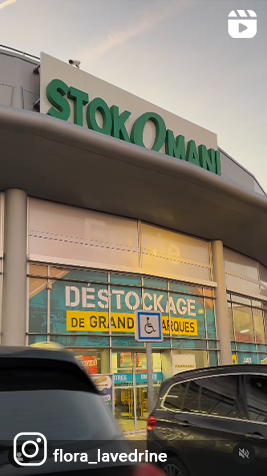 STOKOMANI
DÉSTOCKAGE
DE GRANDES MARQUES
flora_lavedrine